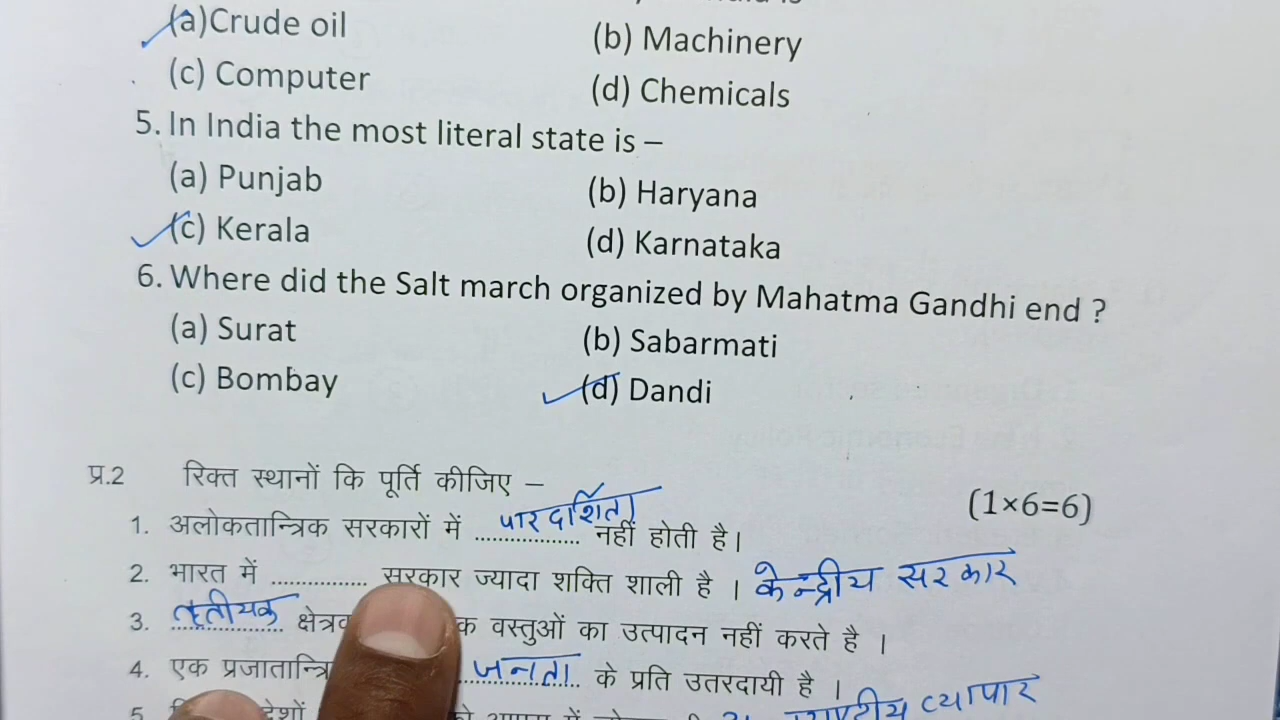 (a)Crude oil (b) Machinery
(c) Computer (d) Chemicals
5. In India the most literal state is –
(a) Punjab (b) Haryana
(c) Kerala (d) Karnataka
6. Where did the Salt march organized by Mahatma Gandhi end ?
(a) Surat (b) Sabarmati
(c) Bombay (d) Dandi
प्र.2 रिक्त स्थानों कि पूर्ति कीजिए – (1×6=6)
1. अलोकतान्त्रिक सरकारों में पारदर्शिता नहीं होती है।
2. भारत में ................ सरकार ज्यादा शक्ति शाली है । केन्द्रीय सरकार
3. तृतीयक वस्तुओं का उत्पादन नहीं करते है ।
4. एक जनता के प्रति उतरदायी है ।
5 व्यापार